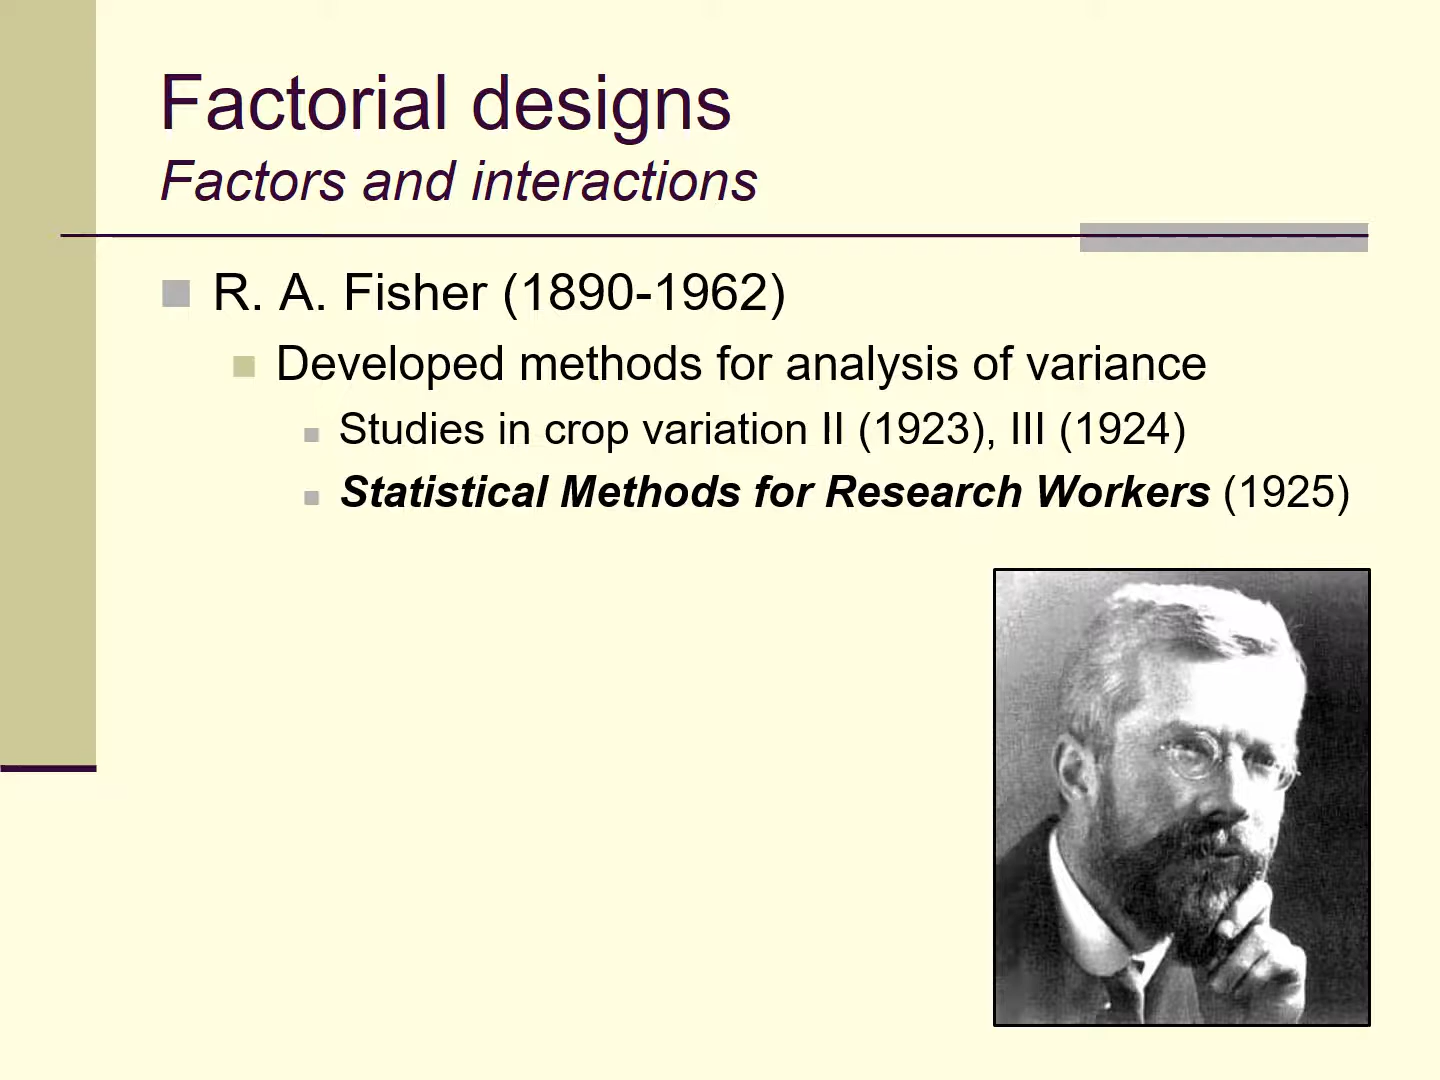 Factorial designs
Factors and interactions
R. A. Fisher (1890-1962)
Developed methods for analysis of variance
Studies in crop variation II (1923), III (1924)
Statistical Methods for Research Workers (1925)